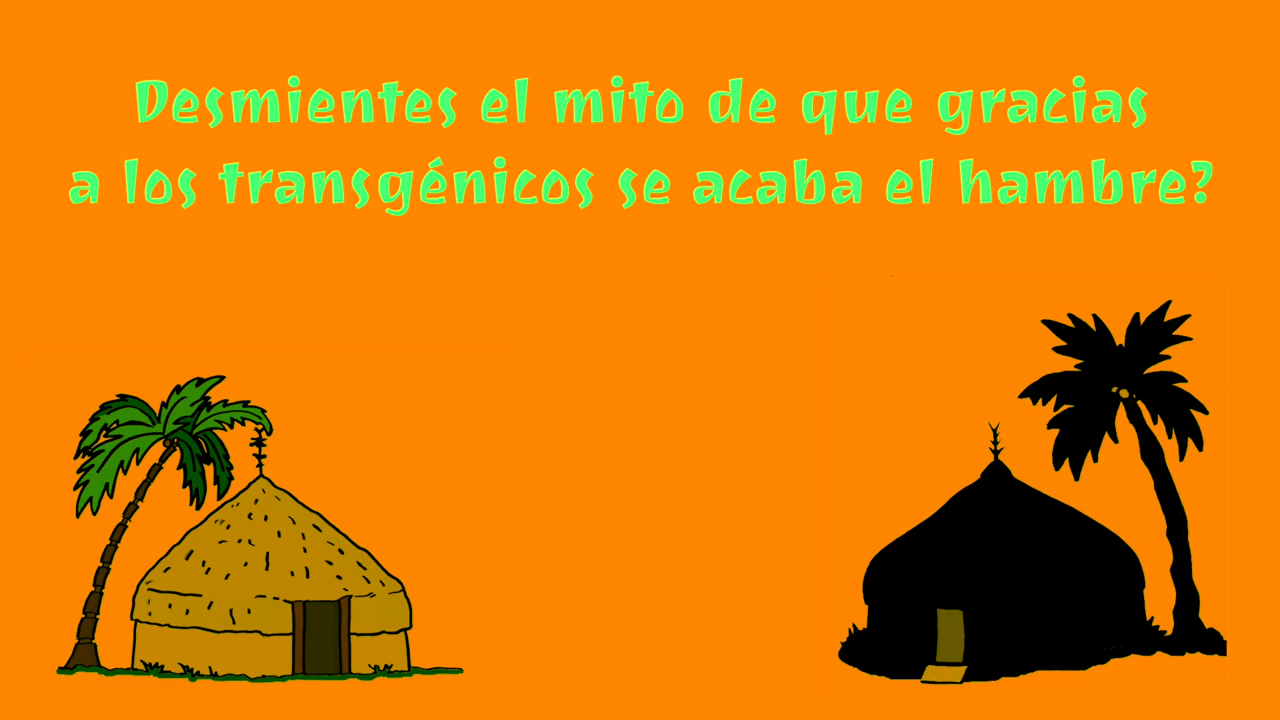 Desmientes el mito de que gracias
a los transgénicos se acaba el hambre?